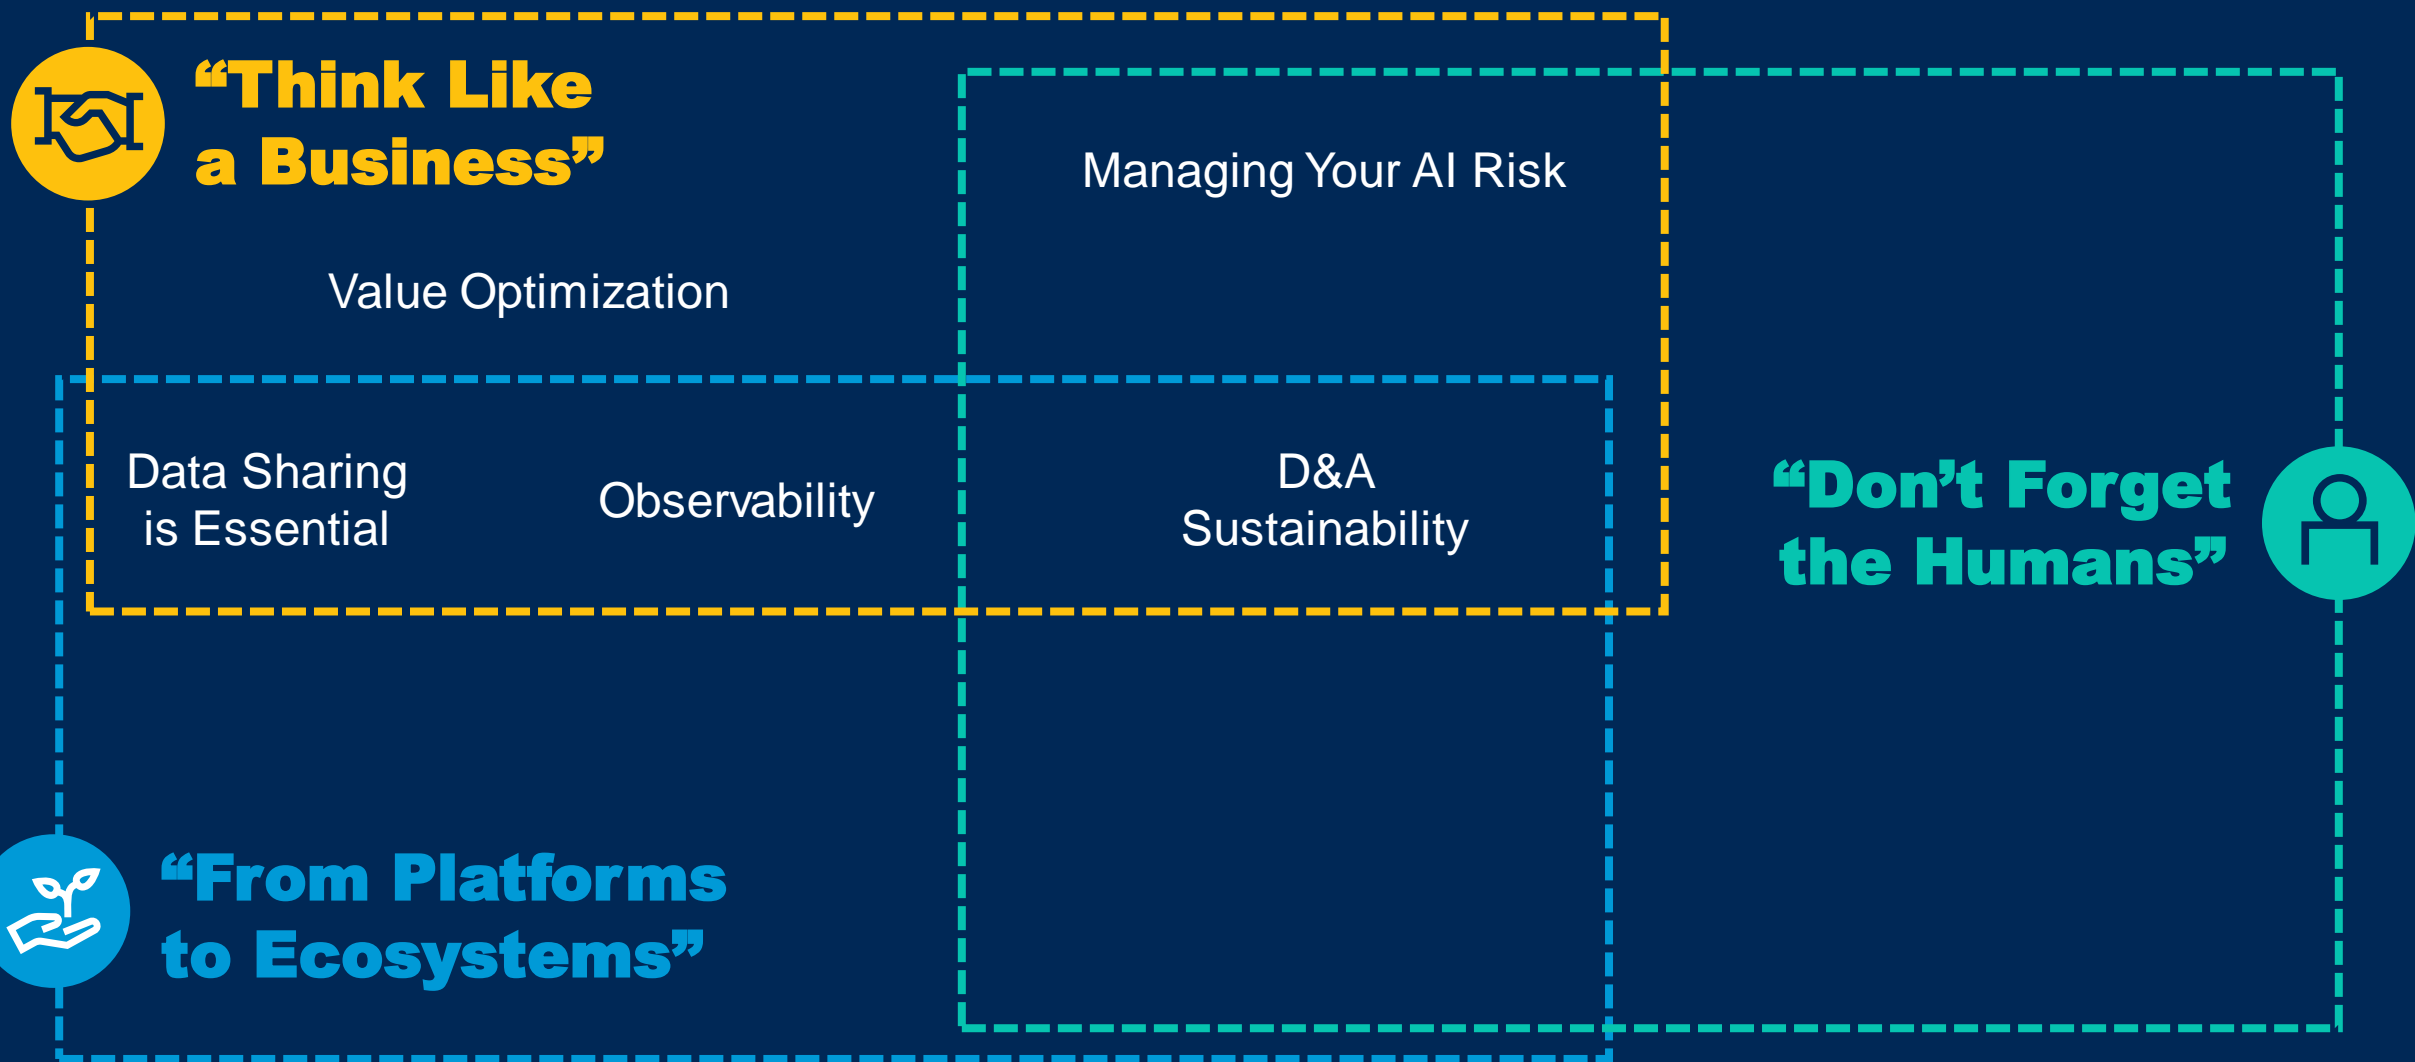 “Think Like
a Business”
Managing Your AI Risk
Value Optimization
Data Sharing
is Essential
Observability
D&A
Sustainability
“Don’t Forget
the Humans”
“From Platforms
to Ecosystems”